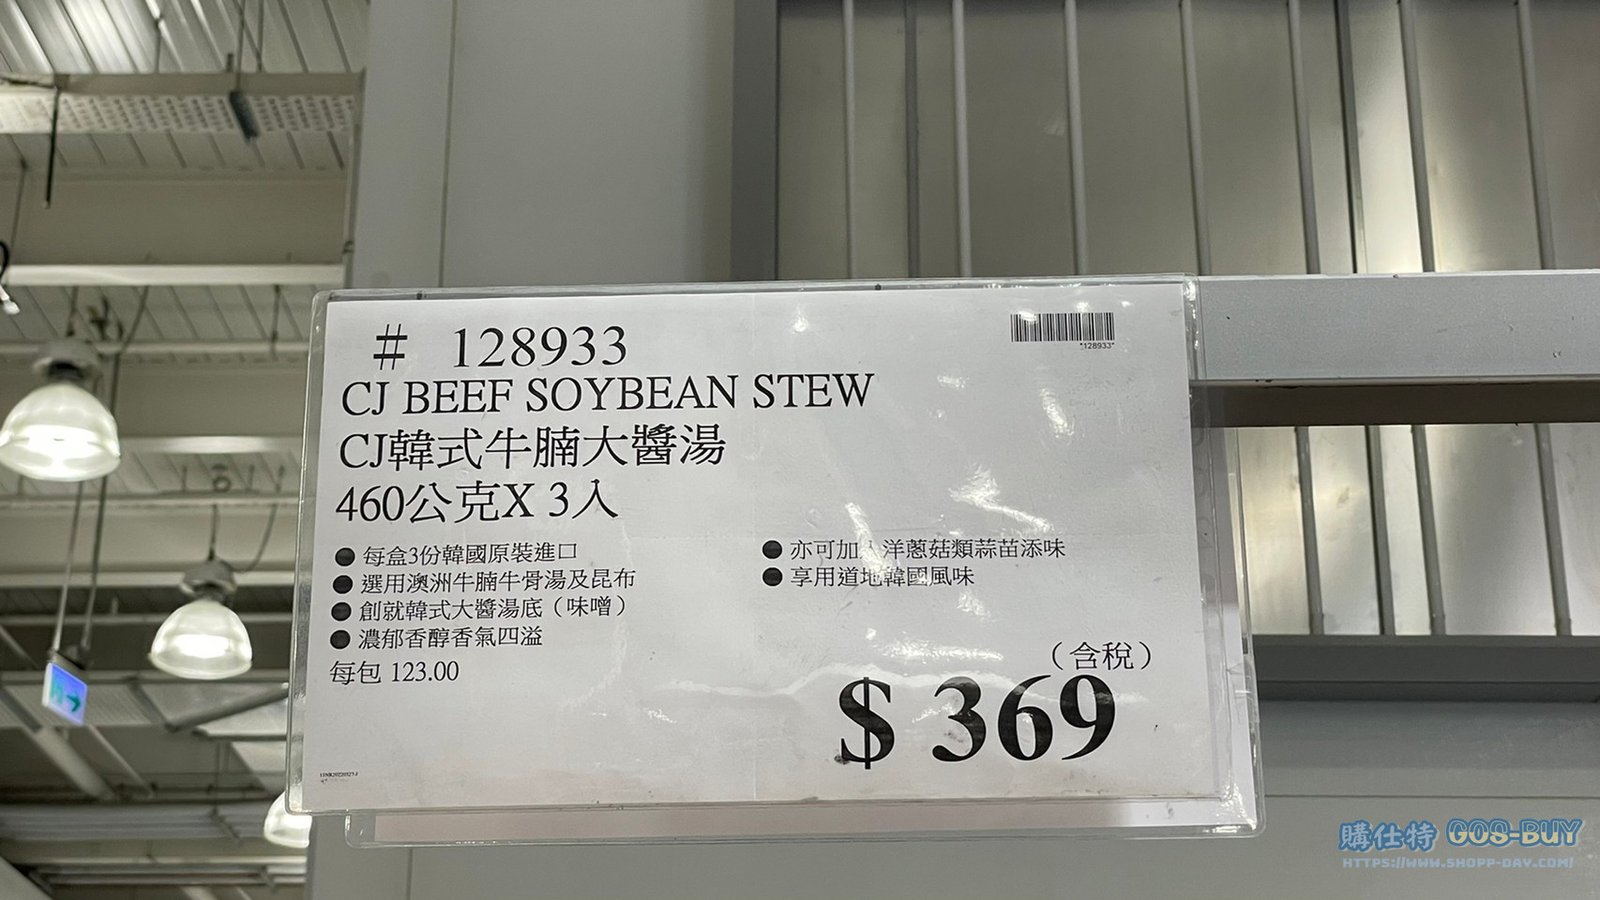 # 128933
"128933"
CJ BEEF SOYBEAN STEW
CJ韓式牛腩大醬湯
460公克X 3入
● 每盒3份韓國原裝進口
● 選用澳洲牛腩牛骨湯及昆布
● 創就韓式大醬湯底（味噌）
● 濃郁香醇香氣四溢
● 亦可加入洋蔥菇類蒜苗添味
● 享用道地韓國風味
每包 123.00
（含稅）
$ 369
購仕特 GOS-BUY
HTTPS://WWW.SHOPP-DAY.COM/